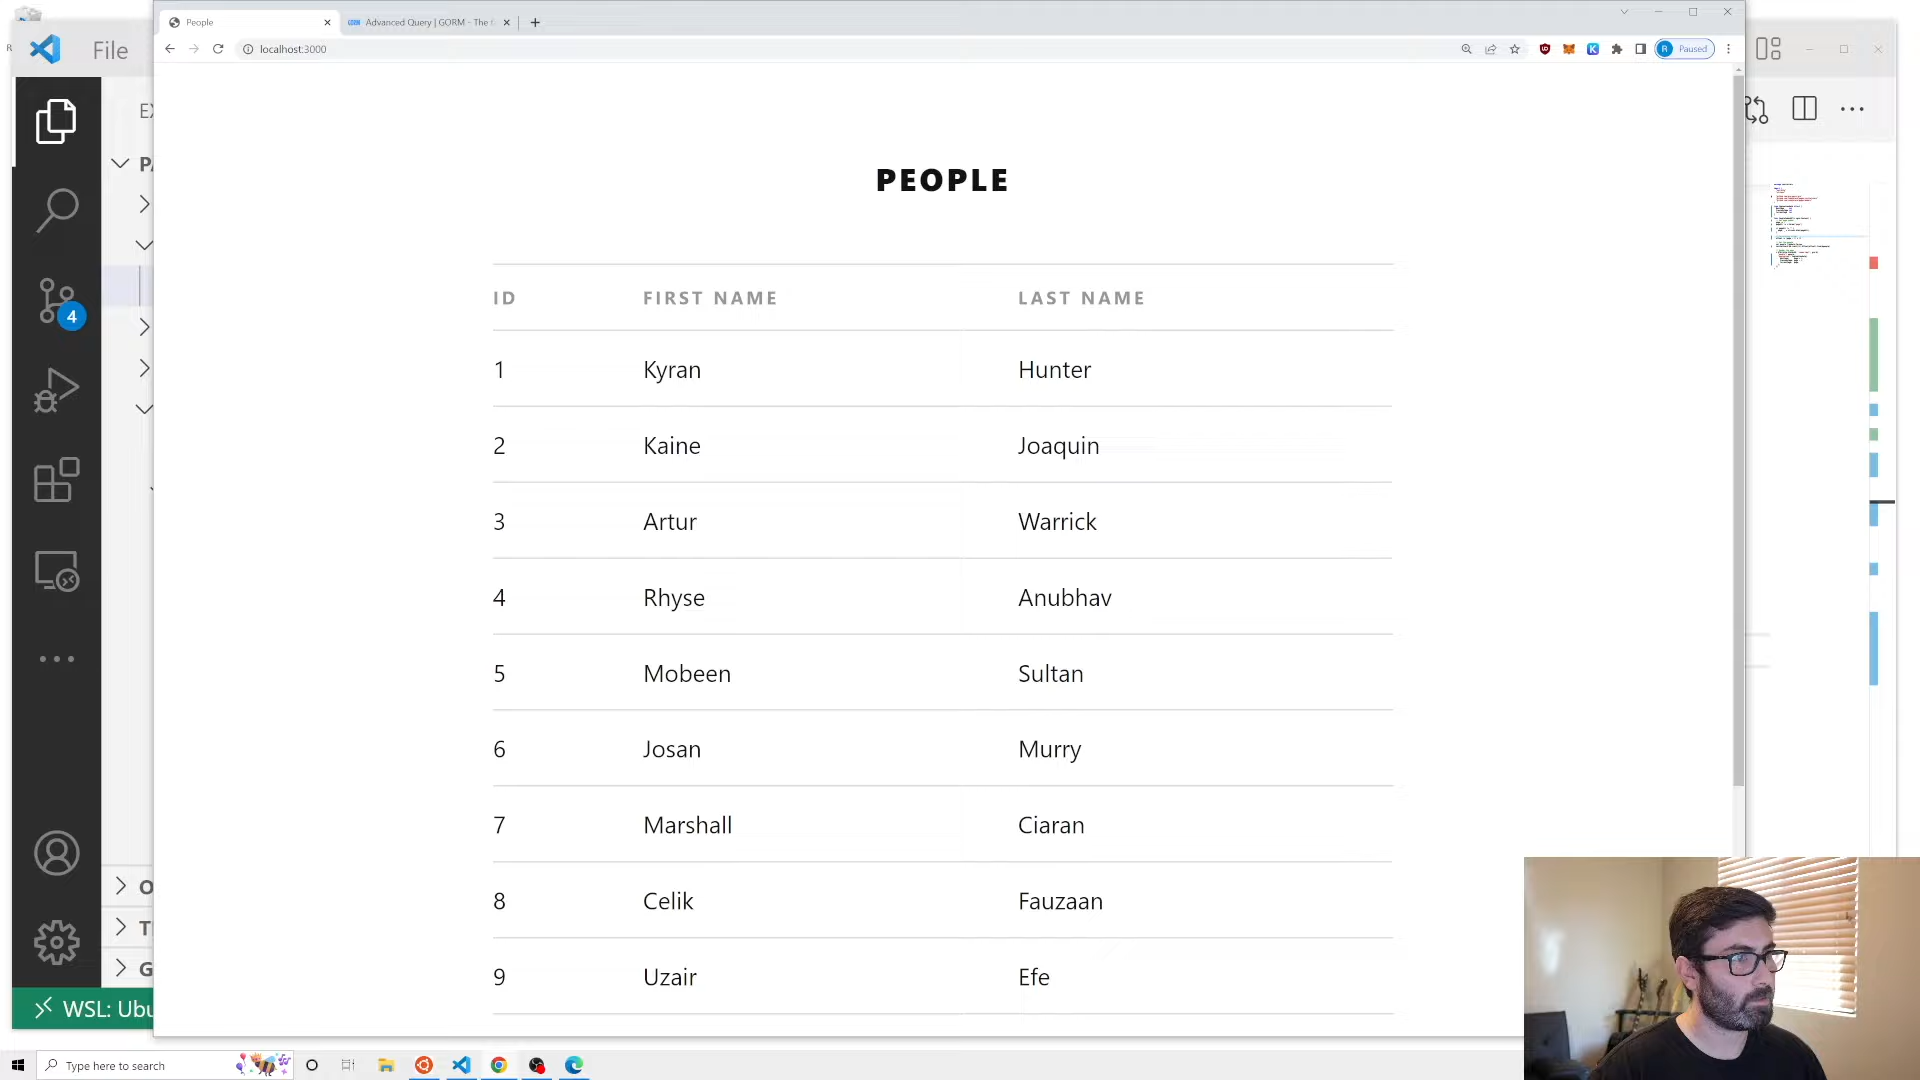 People
Advanced Query | GORM - The
File
localhost:3000
R
Paused
PEOPLE
ID FIRST NAME LAST NAME
1 Kyran Hunter
2 Kaine Joaquin
3 Artur Warrick
4 Rhyse Anubhav
5 Mobeen Sultan
6 Josan Murry
7 Marshall Ciaran
8 Celik Fauzaan
9 Uzair Efe
4
O
T
G
WSL: Ubu
Type here to search